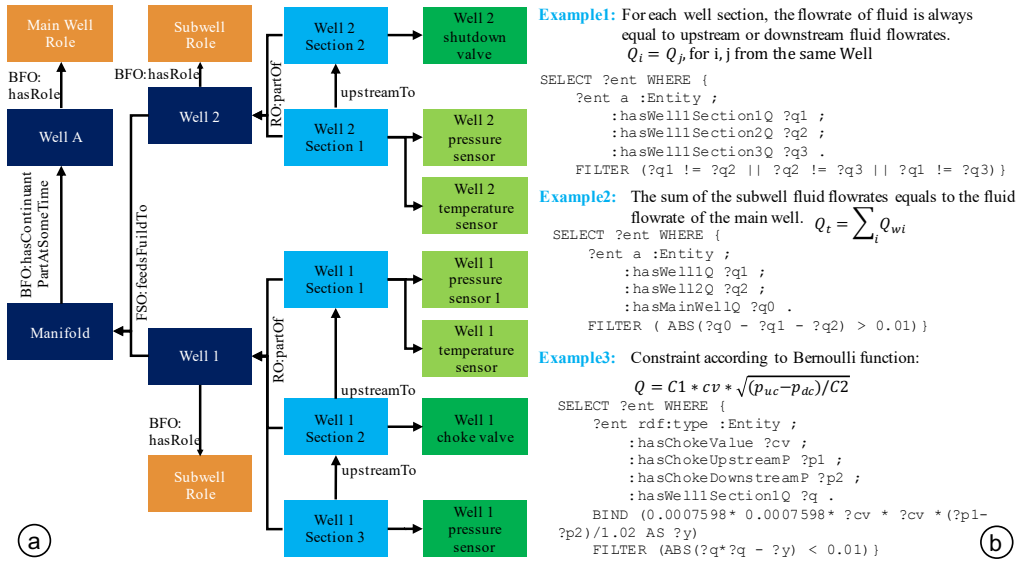 Main Well
Role
Subwell
Role
Well 2
Section 2
Well 2
shutdown
valve
BFO:
hasRole
BFO:hasRole
RO:partOf
upstreamTo
Well A
Well 2
Well 2
Section 1
Well 2
pressure
sensor
Well 2
temperature
sensor
BFO:hasContinuant
PartAtSomeTime
FSO:feedsFuildTo
Well 1
Section 1
Well 1
pressure
sensor 1
Manifold
Well 1
RO:partOf
Well 1
temperature
sensor
upstreamTo
BFO:
hasRole
Well 1
Section 2
Well 1
choke valve
Subwell
Role
upstreamTo
Well 1
Section 3
Well 1
pressure
sensor
a
Example1: For each well section, the flowrate of fluid is always
equal to upstream or downstream fluid flowrates.
Q_i = Q_j, for i, j from the same Well
SELECT ?ent WHERE {
?ent a :Entity ;
:hasWell1Section1Q ?q1 ;
:hasWell1Section2Q ?q2 ;
:hasWell1Section3Q ?q3 .
FILTER (?q1 != ?q2 || ?q2 != ?q3 || ?q1 != ?q3)}
Example2: The sum of the subwell fluid flowrates equals to the fluid
flowrate of the main well. Q_t = ∑_i Q_wi
SELECT ?ent WHERE {
?ent a :Entity ;
:hasWell1Q ?q1 ;
:hasWell2Q ?q2 ;
:hasMainWellQ ?q0 .
FILTER ( ABS(?q0 - ?q1 - ?q2) > 0.01)}
Example3: Constraint according to Bernoulli function:
Q = C1 * cv * √(p_uc−p_dc)/C2
SELECT ?ent WHERE {
?ent rdf:type :Entity ;
:hasChokeValue ?cv ;
:hasChokeUpstreamP ?p1 ;
:hasChokeDownstreamP ?p2 ;
:hasWell1Section1Q ?q .
BIND (0.0007598* 0.0007598* ?cv * ?cv *(?p1-
?p2)/1.02 AS ?y)
FILTER (ABS(?q*?q - ?y) < 0.01)}
b